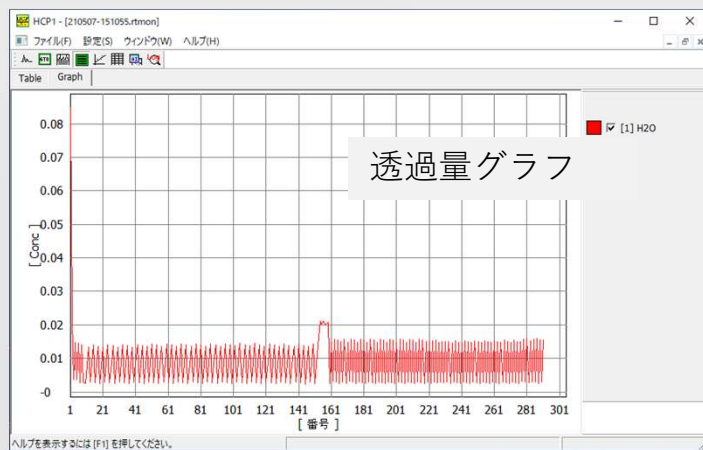 HCP1 - [210507-151055.rtmon]
ファイル(F) 設定(S) ウィンドウ(W) ヘルプ(H)
Table Graph
透過量グラフ
[1] H2O
[ Conc ]
0.08
0.07
0.06
0.05
0.04
0.03
0.02
0.01
-0
1 21 41 61 81 101 121 141 161 181 201 221 241 261 281 301
[ 番号 ]
ヘルプを表示するには [F1] を押してください。